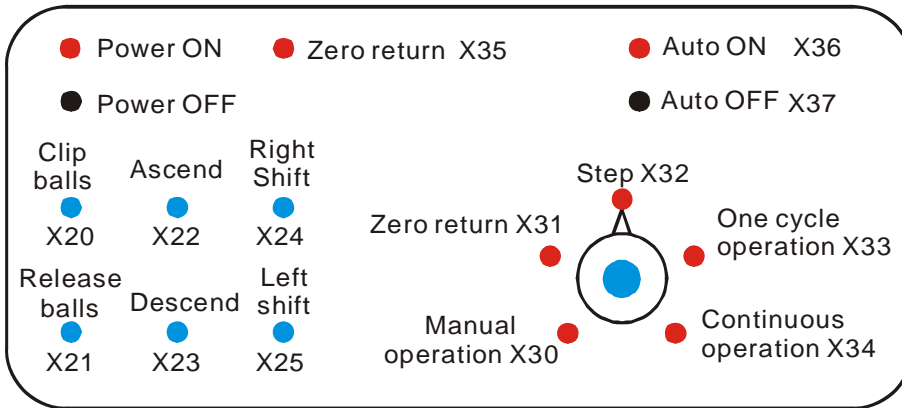 Power ON
Zero return X35
Auto ON X36
Power OFF
Auto OFF X37
Clip
balls
X20
Ascend
X22
Right
Shift
X24
Release
balls
X21
Descend
X23
Left
shift
X25
Step X32
Zero return X31
One cycle
operation X33
Manual
operation X30
Continuous
operation X34